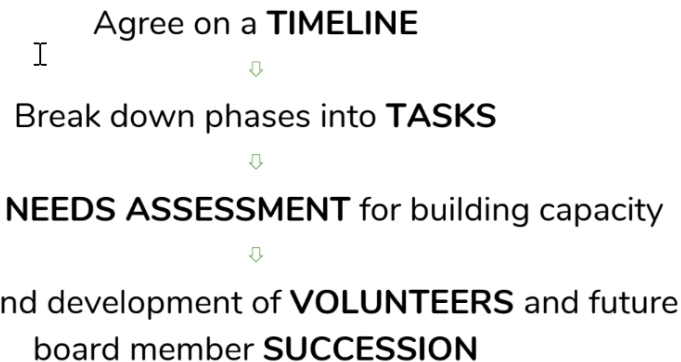 Agree on a TIMELINE
Break down phases into TASKS
NEEDS ASSESSMENT for building capacity
nd development of VOLUNTEERS and future
board member SUCCESSION